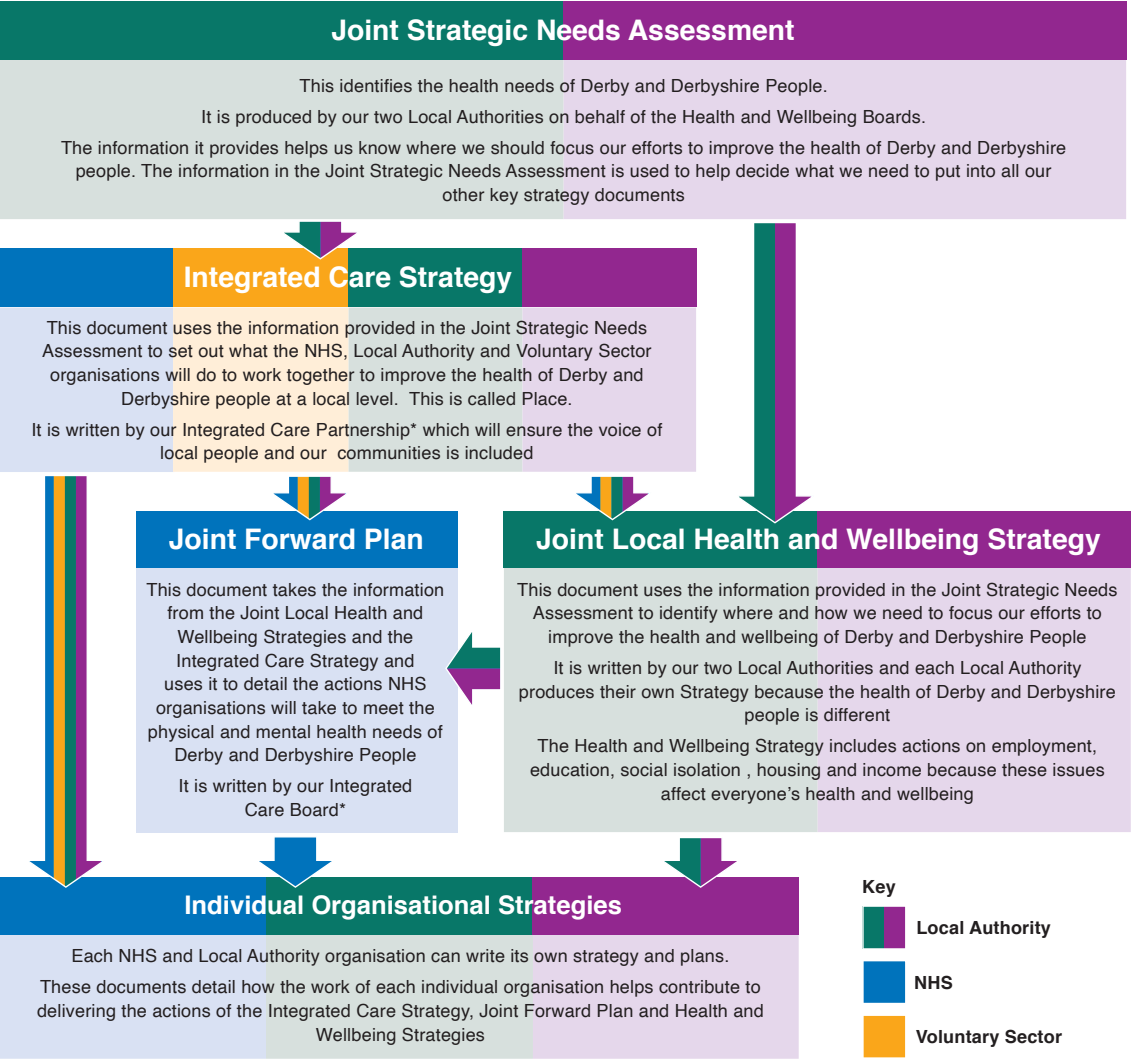 Joint Strategic Needs Assessment
This identifies the health needs of Derby and Derbyshire People.
It is produced by our two Local Authorities on behalf of the Health and Wellbeing Boards.
The information it provides helps us know where we should focus our efforts to improve the health of Derby and Derbyshire
people. The information in the Joint Strategic Needs Assessment is used to help decide what we need to put into all our
other key strategy documents
Integrated Care Strategy
This document uses the information provided in the Joint Strategic Needs
Assessment to set out what the NHS, Local Authority and Voluntary Sector
organisations will do to work together to improve the health of Derby and
Derbyshire people at a local level.  This is called Place.
It is written by our Integrated Care Partnership* which will ensure the voice of
local people and our  communities is included
Joint Forward Plan
This document takes the information
from the Joint Local Health and
Wellbeing Strategies and the
Integrated Care Strategy and
uses it to detail the actions NHS
organisations will take to meet the
physical and mental health needs of
Derby and Derbyshire People
It is written by our Integrated
Care Board*
Joint Local Health and Wellbeing Strategy
This document uses the information provided in the Joint Strategic Needs
Assessment to identify where and how we need to focus our efforts to
improve the health and wellbeing of Derby and Derbyshire People
It is written by our two Local Authorities and each Local Authority
produces their own Strategy because the health of Derby and Derbyshire
people is different
The Health and Wellbeing Strategy includes actions on employment,
education, social isolation , housing and income because these issues
affect everyone’s health and wellbeing
Individual Organisational Strategies
Each NHS and Local Authority organisation can write its own strategy and plans.
These documents detail how the work of each individual organisation helps contribute to
delivering the actions of the Integrated Care Strategy, Joint Forward Plan and Health and
Wellbeing Strategies
Key
Local Authority
NHS
Voluntary Sector